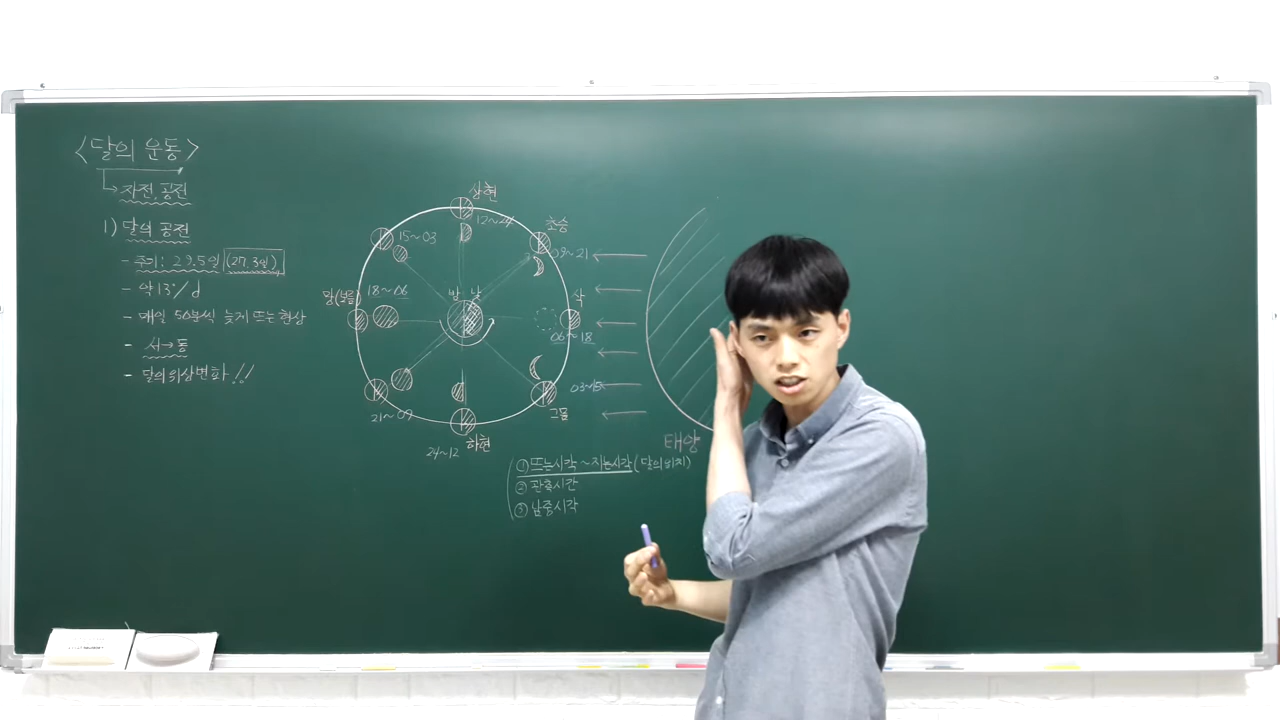 <달의 운동>
↳ 자전, 공전
1) 달의 공전
- 주기: 29.5일 (27.3일)
- 약 13°/d
- 매일 50분씩 늦게 뜨는 현상
- 서→동
- 달의 위상변화!!
상현
12~24
초승
09~21
15~03
망(보름)
18~06
밤 낮
삭
06~18
03~15
그믐
21~09
하현
24~12
태양
① 뜨는시각 ~ 지는시각 (달의 위치)
② 관측시간
③ 남중시각